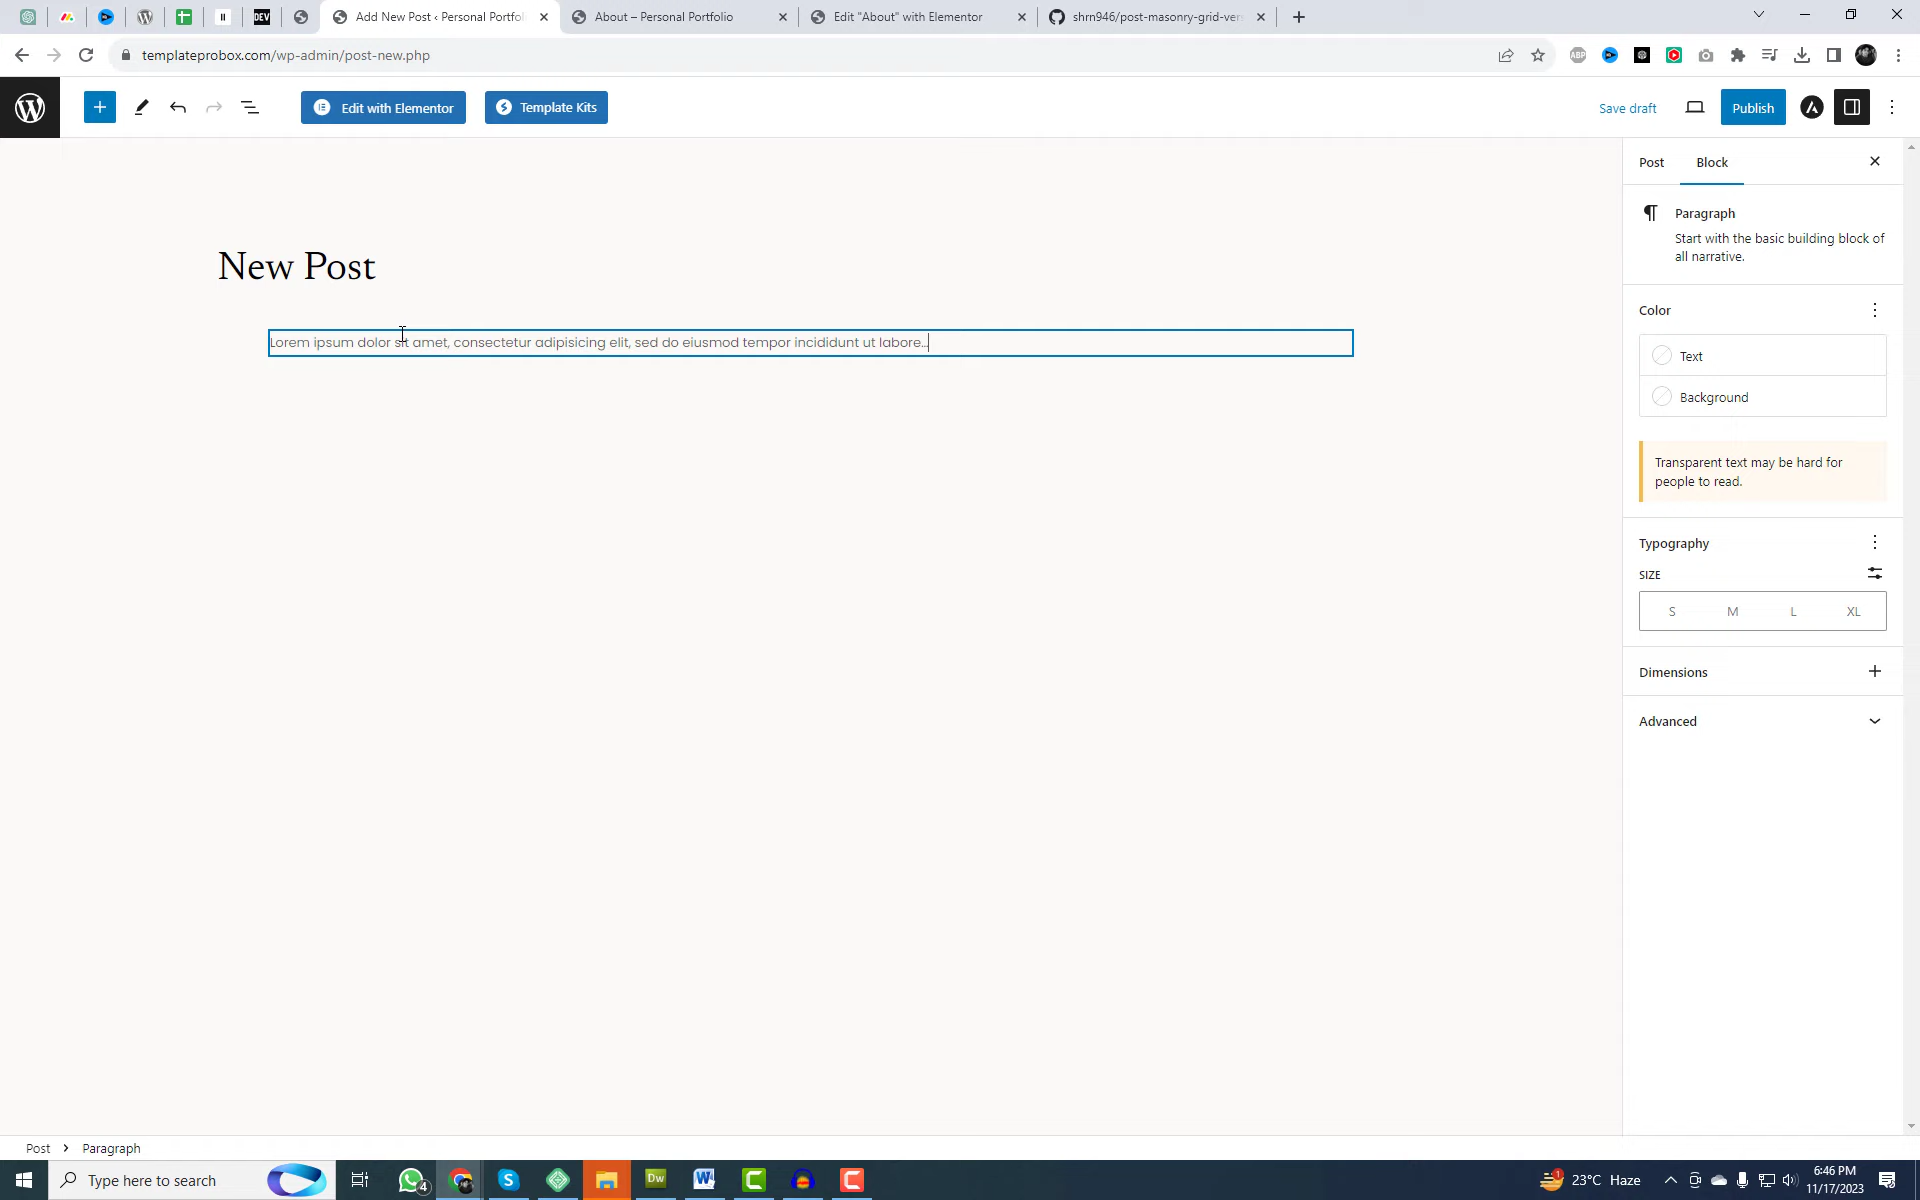 Add New Post ‹ Personal Portfol
About – Personal Portfolio
Edit "About" with Elementor
shrn946/post-masonry-grid-ver
templateprobox.com/wp-admin/post-new.php
Edit with Elementor
Template Kits
Save draft
Publish
Post
Block
Paragraph
Start with the basic building block of
all narrative.
New Post
Color
Lorem ipsum dolor sit amet, consectetur adipisicing elit, sed do eiusmod tempor incididunt ut labore...
Text
Background
Transparent text may be hard for
people to read.
Typography
SIZE
S M L XL
Dimensions
Advanced
Post
Paragraph
Type here to search
4
Dw
1
23°C Haze
6:46 PM
11/17/2023